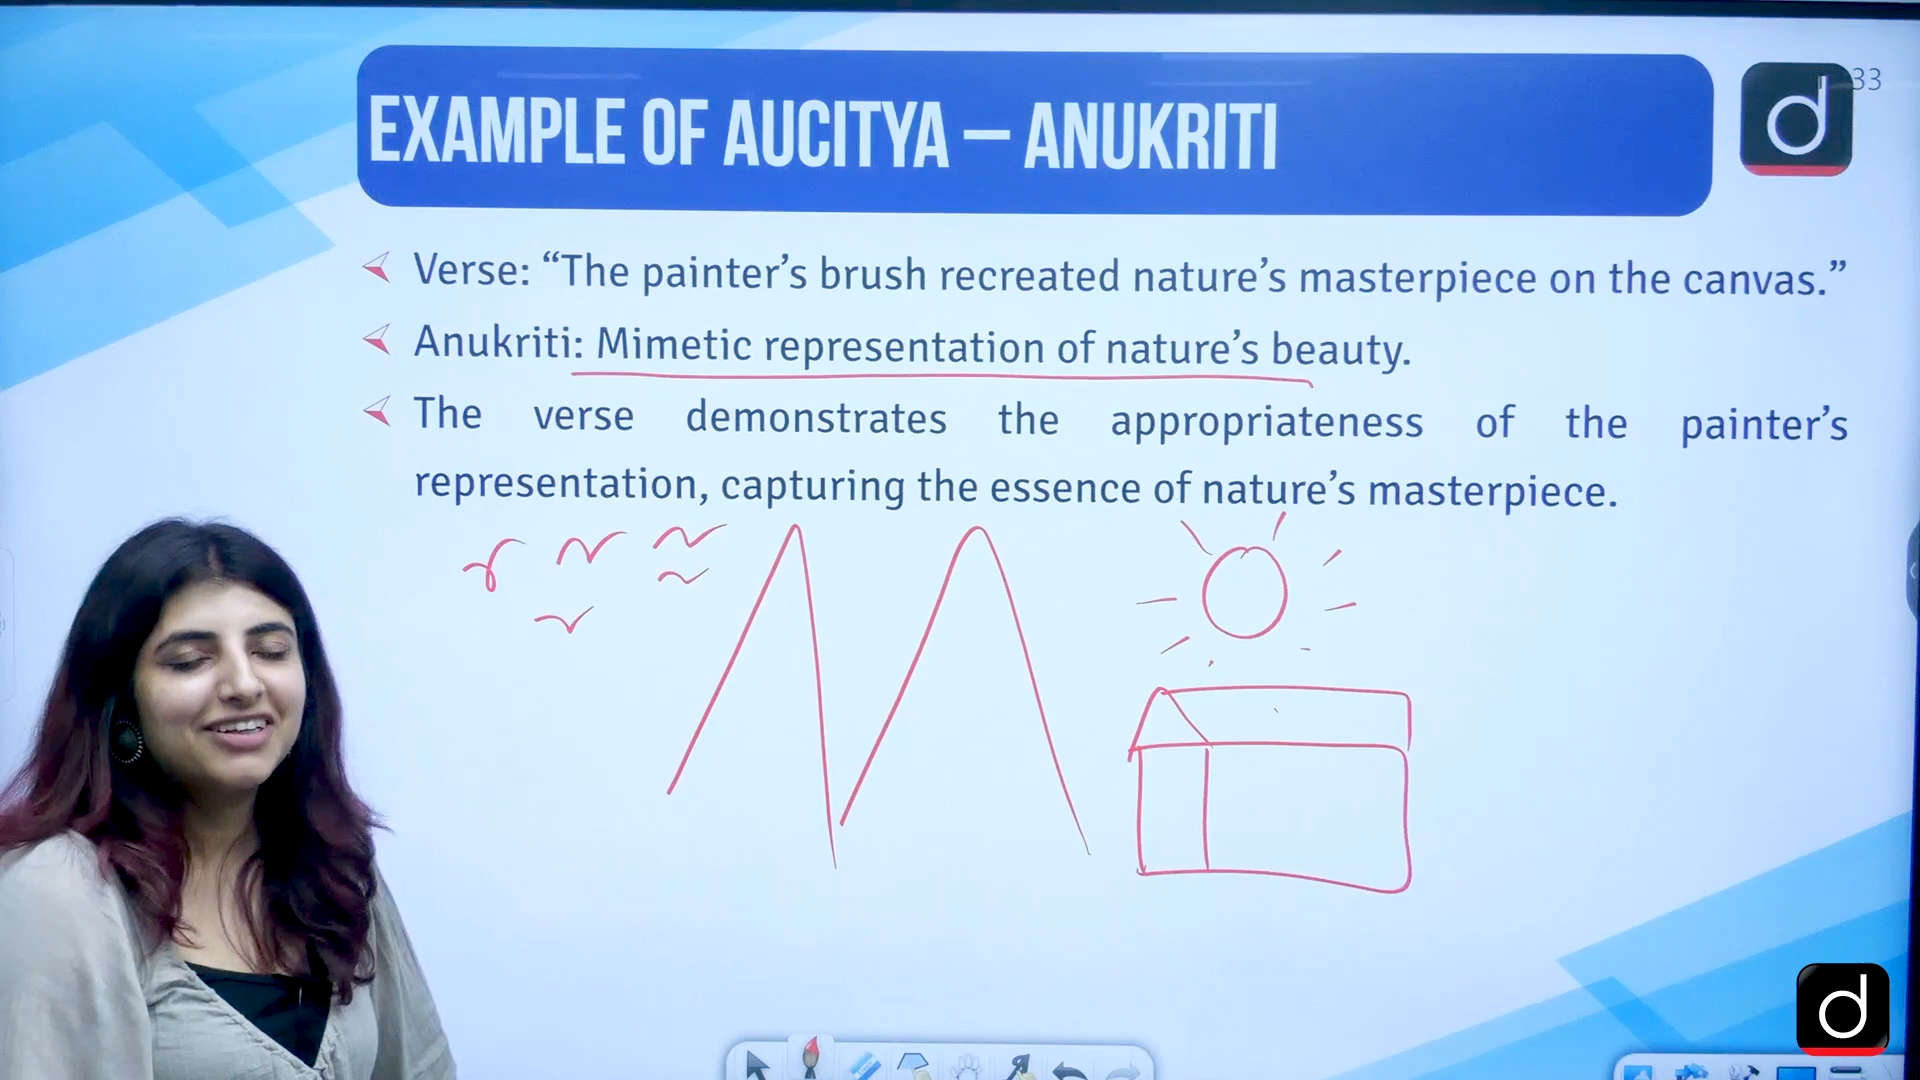 33
EXAMPLE OF AUCITYA – ANUKRITI
d
Verse: “The painter’s brush recreated nature’s masterpiece on the canvas.”
Anukriti: Mimetic representation of nature’s beauty.
The verse demonstrates the appropriateness of the painter’s
representation, capturing the essence of nature’s masterpiece.
d